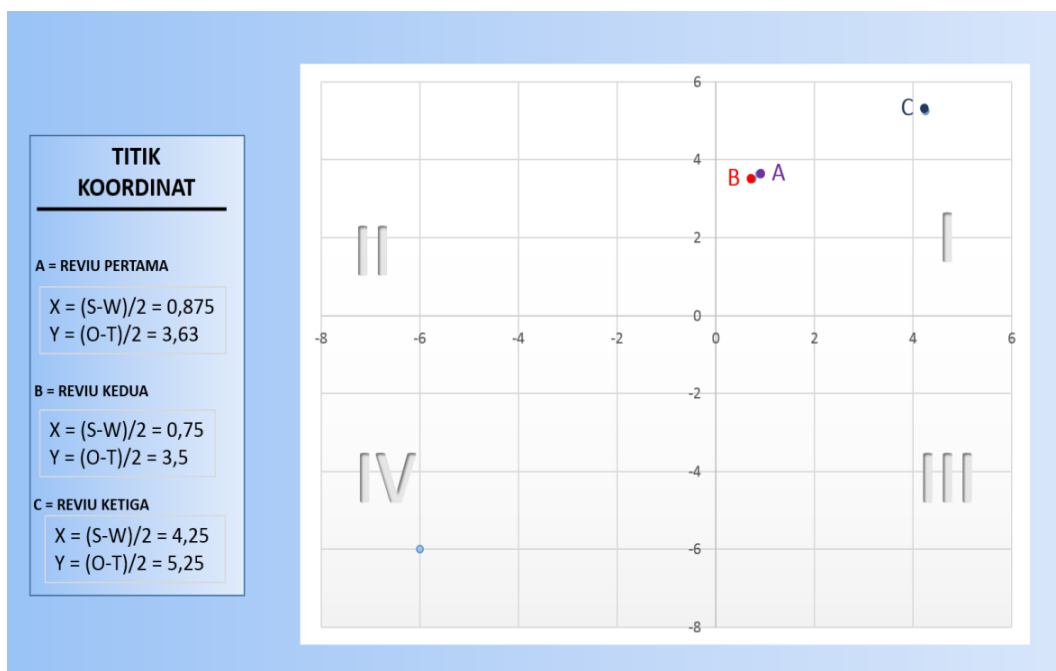 TITIK
KOORDINAT
A = REVIU PERTAMA
X = (S-W)/2 = 0,875
Y = (O-T)/2 = 3,63
B = REVIU KEDUA
X = (S-W)/2 = 0,75
Y = (O-T)/2 = 3,5
C = REVIU KETIGA
X = (S-W)/2 = 4,25
Y = (O-T)/2 = 5,25
6
C
4
B A
2
II
I
0
-8 -6 -4 -2 0 2 4 6
-2
-4
IV
III
-6
-8